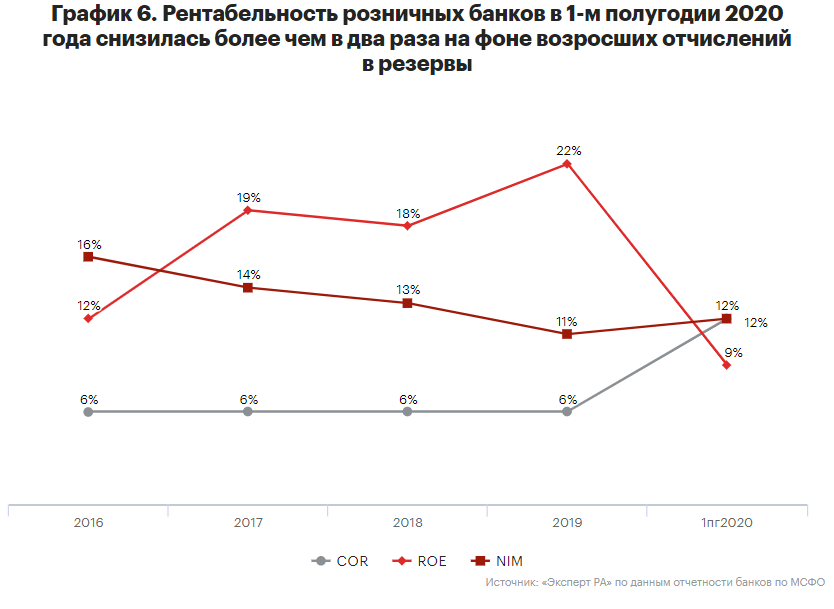 График 6. Рентабельность розничных банков в 1-м полугодии 2020
года снизилась более чем в два раза на фоне возросших отчислений
в резервы
22%
19%
18%
16%
14%
13%
12%
11%
12%
12%
9%
6%
6%
6%
6%
2016
2017
2018
2019
1пг2020
COR
ROE
NIM
Источник: «Эксперт РА» по данным отчетности банков по МСФО